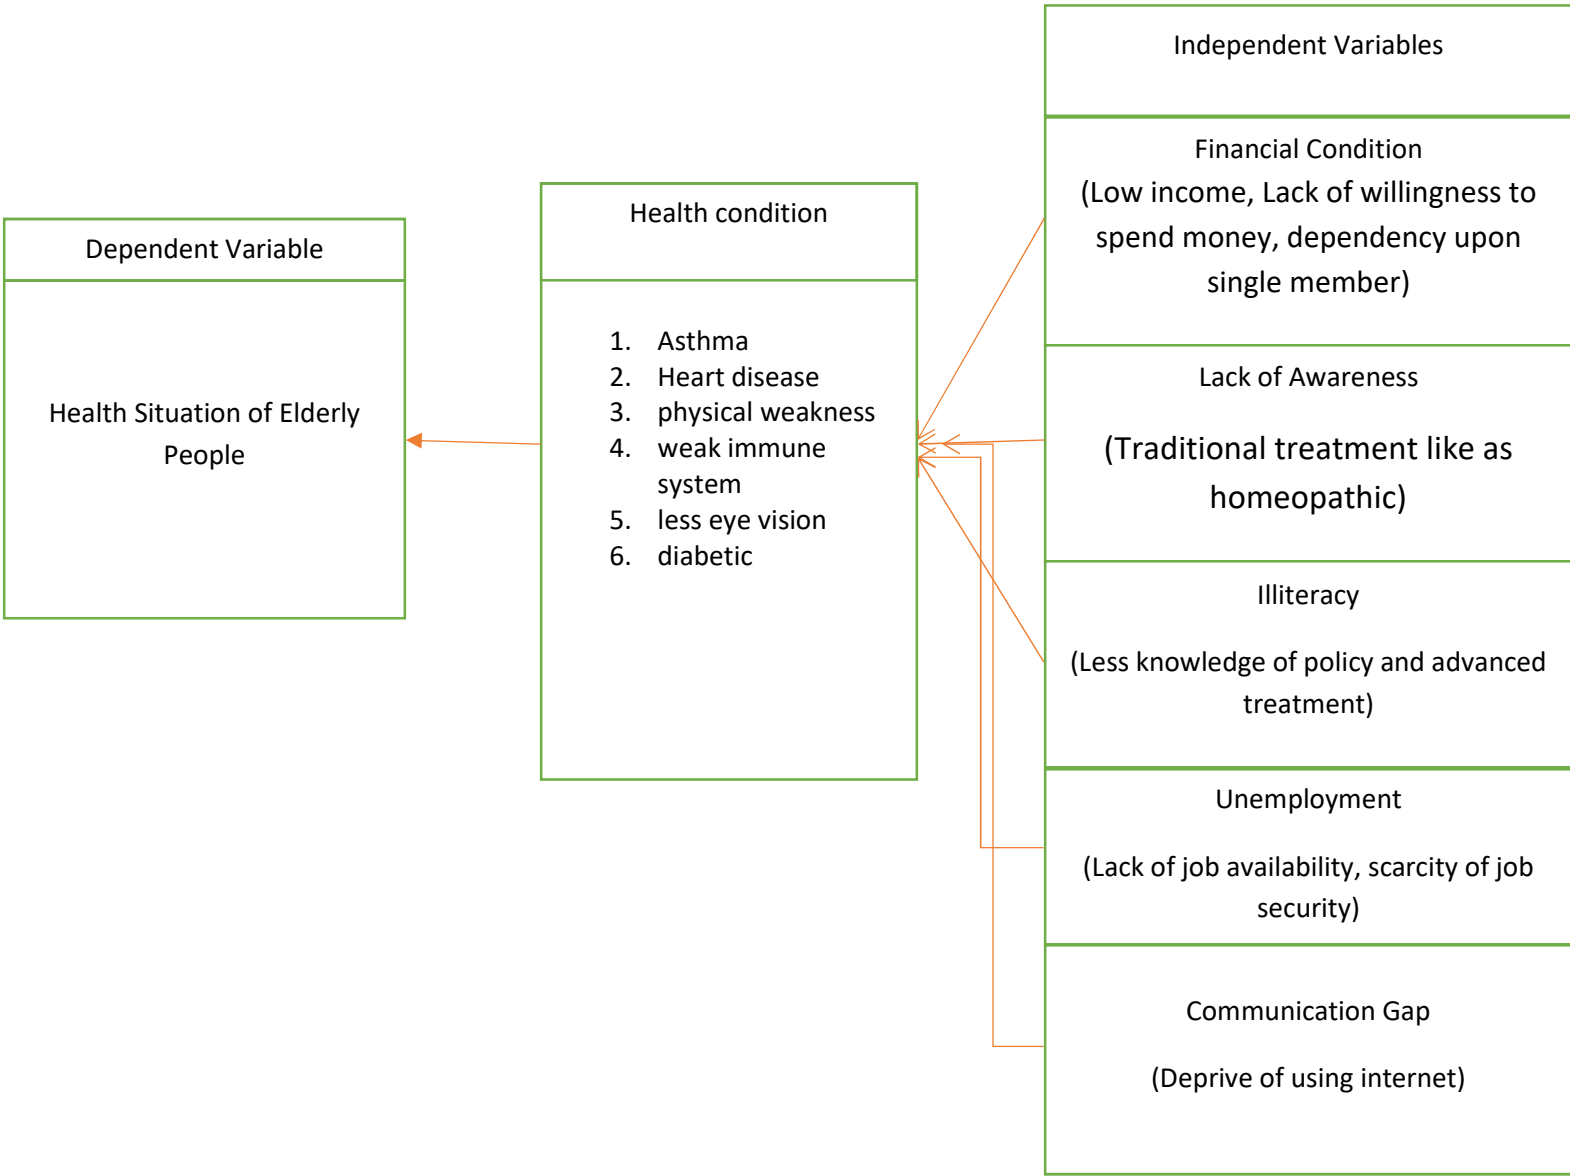 Dependent Variable
Health Situation of Elderly
People
Health condition
1. Asthma
2. Heart disease
3. physical weakness
4. weak immune
system
5. less eye vision
6. diabetic
Independent Variables
Financial Condition
(Low income, Lack of willingness to
spend money, dependency upon
single member)
Lack of Awareness
(Traditional treatment like as
homeopathic)
Illiteracy
(Less knowledge of policy and advanced
treatment)
Unemployment
(Lack of job availability, scarcity of job
security)
Communication Gap
(Deprive of using internet)